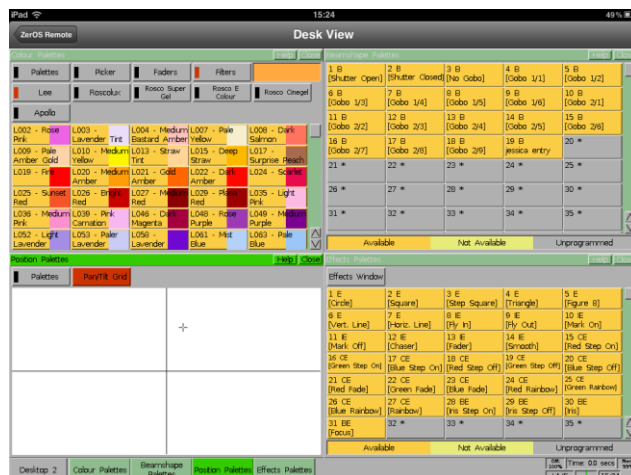 iPad 15:24 49%
ZerOS Remote Desk View
Colour Palettes Help Close
Palettes Picker Faders Filters
Lee Roscolux Rosco Super Gel Rosco E Colour Rosco Cinegel
Apollo
L002 - Rose Pink L003 - Lavender Tint L004 - Medium Bastard Amber L007 - Pale Yellow L008 - Dark Salmon
L009 - Pale Amber Gold L010 - Medium Yellow L013 - Straw Tint L015 - Deep Straw L017 - Surprise Peach
L019 - Fire L020 - Medium Amber L021 - Gold Amber L022 - Dark Amber L024 - Scarlet
L025 - Sunset Red L026 - Bright Red L027 - Medium Red L029 - Plasa Red L035 - Light Pink
L036 - Medium Pink L039 - Pink Carnation L046 - Dark Magenta L048 - Rose Purple L049 - Medium Purple
L052 - Light Lavender L053 - Paler Lavender L058 - Lavender L061 - Mist Blue L063 - Pale Blue
Beamshape Palettes Help
1 B [Shutter Open] 2 B [Shutter Closed] 3 B [No Gobo] 4 B [Gobo 1/1] 5 B [Gobo 1/2]
6 B [Gobo 1/3] 7 B [Gobo 1/4] 8 B [Gobo 1/5] 9 B [Gobo 1/6] 10 B [Gobo 2/1]
11 B [Gobo 2/2] 12 B [Gobo 2/3] 13 B [Gobo 2/4] 14 B [Gobo 2/5] 15 B [Gobo 2/6]
16 B [Gobo 2/7] 17 B [Gobo 2/8] 18 B [Gobo 2/9] 19 B jessica entry 20 *
21 * 22 * 23 * 24 * 25 *
26 * 27 * 28 * 29 * 30 *
31 * 32 * 33 * 34 * 35 *
Available Not Available Unprogrammed
Position Palettes Help Close
Palettes Pan/Tilt Grid
Effects Palettes Help
Effects Window
1 E [Circle] 2 E [Square] 3 E [Step Square] 4 E [Triangle] 5 E [Figure 8]
6 E [Vert. Line] 7 E [Horiz. Line] 8 IE [Fly In] 9 IE [Fly Out] 10 IE [Mark On]
11 IE [Mark Off] 12 IE [Chaser] 13 IE [Fader] 14 IE [Smooth] 15 CE [Red Step On]
16 CE [Green Step On] 17 CE [Blue Step On] 18 CE [Red Step Off] 19 CE [Green Step Off] 20 CE [Blue Step Off]
21 CE [Red Fade] 22 CE [Green Fade] 23 CE [Blue Fade] 24 CE [Red Rainbow] 25 CE [Green Rainbow]
26 CE [Blue Rainbow] 27 CE [Rainbow] 28 BE [Iris Step On] 29 BE [Iris Step Off] 30 BE [Iris]
31 BE [Focus] 32 * 33 * 34 * 35 *
Available Not Available Unprogrammed
Desktop 2 Colour Palettes Beamshape Palettes Position Palettes Effects Palettes 100% Time: 0.0 secs